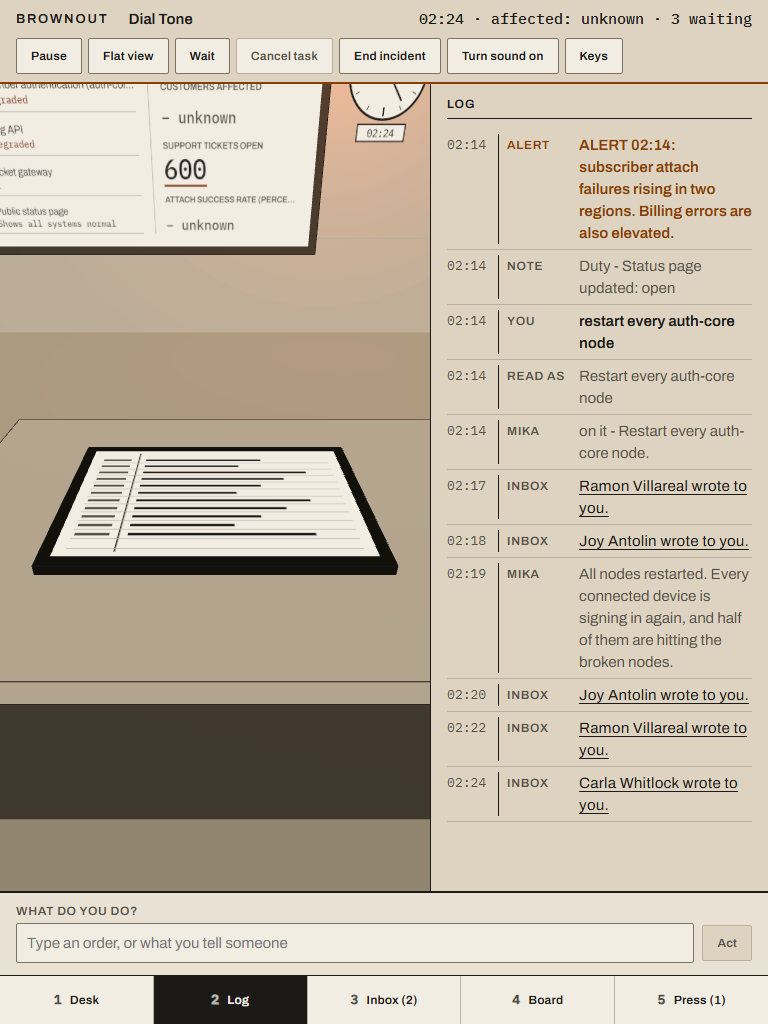 BROWNOUT Dial Tone 02:24 · affected: unknown · 3 waiting
Pause Flat view Wait Cancel task End incident Turn sound on Keys
CUSTOMERS AFFECTED
– unknown
SUPPORT TICKETS OPEN
600
ATTACH SUCCESS RATE (PERCE...
– unknown
raded
g API
egraded
cket gateway
Public status page
Shows all systems normal
02:24
LOG
02:14 ALERT ALERT 02:14:
subscriber attach
failures rising in two
regions. Billing errors are
also elevated.
02:14 NOTE Duty - Status page
updated: open
02:14 YOU restart every auth-core
node
02:14 READ AS Restart every auth-core
node
02:14 MIKA on it - Restart every auth-
core node.
02:17 INBOX Ramon Villareal wrote to
you.
02:18 INBOX Joy Antolin wrote to you.
02:19 MIKA All nodes restarted. Every
connected device is
signing in again, and half
of them are hitting the
broken nodes.
02:20 INBOX Joy Antolin wrote to you.
02:22 INBOX Ramon Villareal wrote to
you.
02:24 INBOX Carla Whitlock wrote to
you.
WHAT DO YOU DO?
Type an order, or what you tell someone Act
1 Desk 2 Log 3 Inbox (2) 4 Board 5 Press (1)